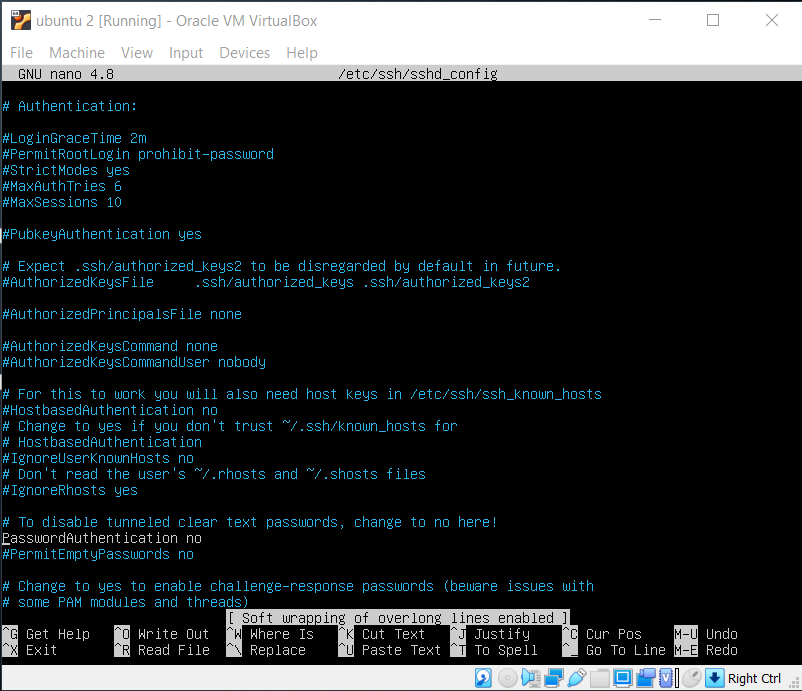 ubuntu 2 [Running] - Oracle VM VirtualBox
File Machine View Input Devices Help
GNU nano 4.8 /etc/ssh/sshd_config
# Authentication:
#LoginGraceTime 2m
#PermitRootLogin prohibit-password
#StrictModes yes
#MaxAuthTries 6
#MaxSessions 10
#PubkeyAuthentication yes
# Expect .ssh/authorized_keys2 to be disregarded by default in future.
#AuthorizedKeysFile .ssh/authorized_keys .ssh/authorized_keys2
#AuthorizedPrincipalsFile none
#AuthorizedKeysCommand none
#AuthorizedKeysCommandUser nobody
# For this to work you will also need host keys in /etc/ssh/ssh_known_hosts
#HostbasedAuthentication no
# Change to yes if you don't trust ~/.ssh/known_hosts for
# HostbasedAuthentication
#IgnoreUserKnownHosts no
# Don't read the user's ~/.rhosts and ~/.shosts files
#IgnoreRhosts yes
# To disable tunneled clear text passwords, change to no here!
PasswordAuthentication no
#PermitEmptyPasswords no
# Change to yes to enable challenge-response passwords (beware issues with
# some PAM modules and threads)
[ Soft wrapping of overlong lines enabled ]
^G Get Help ^O Write Out ^W Where Is ^K Cut Text ^J Justify ^C Cur Pos M-U Undo
^X Exit ^R Read File ^\ Replace ^U Paste Text ^T To Spell ^_ Go To Line M-E Redo
Right Ctrl